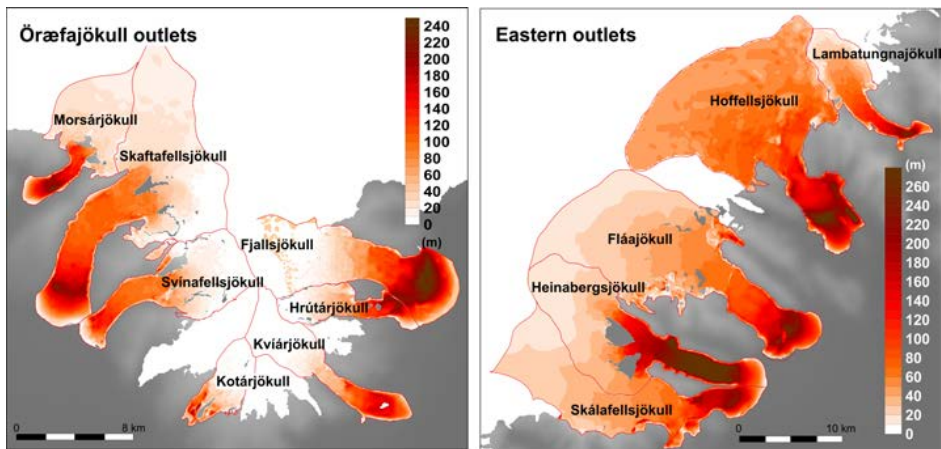 Öræfajökull outlets
Morsárjökull
Skaftafellsjökull
Svínafellsjökull
Fjallsjökull
Hrútárjökull
Kvíárjökull
Kotárjökull
240
220
200
180
160
140
120
100
80
60
40
20
0
(m)
0 8 km
Eastern outlets
Lambatungnajökull
Hoffellsjökull
Fláajökull
Heinabergsjökull
Skálafellsjökull
(m)
260
240
220
200
180
160
140
120
100
80
60
40
20
0
0 10 km